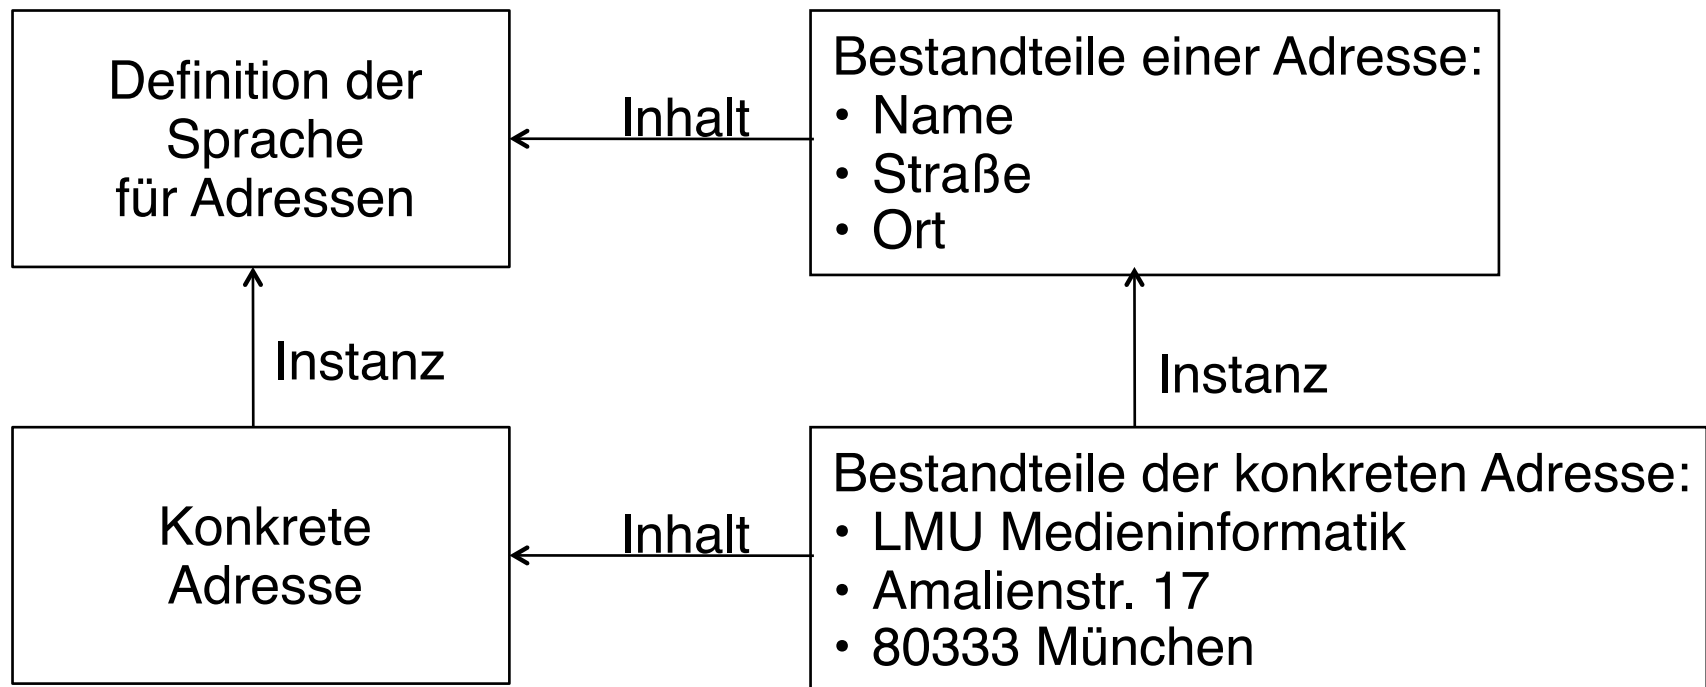 Definition der
Sprache
für Adressen
Inhalt
Bestandteile einer Adresse:
• Name
• Straße
• Ort
Instanz
Instanz
Konkrete
Adresse
Inhalt
Bestandteile der konkreten Adresse:
• LMU Medieninformatik
• Amalienstr. 17
• 80333 München